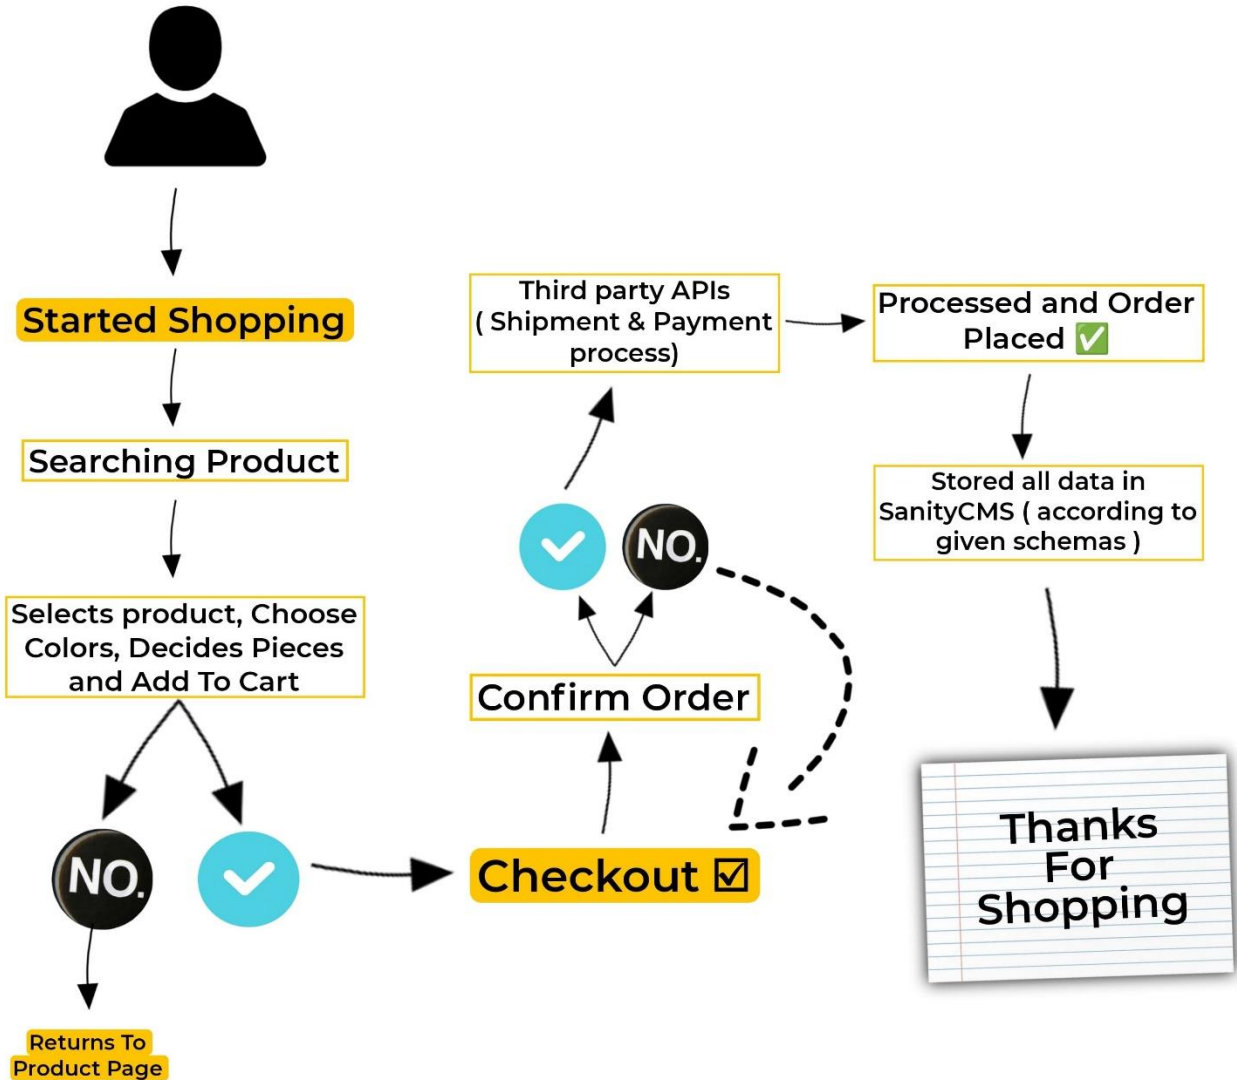 Started Shopping
Searching Product
Selects product, Choose
Colors, Decides Pieces
and Add To Cart
NO.
Returns To
Product Page
Checkout ☑
Confirm Order
NO.
Third party APIs
( Shipment & Payment
process)
Processed and Order
Placed ✅
Stored all data in
SanityCMS ( according to
given schemas )
Thanks
For
Shopping